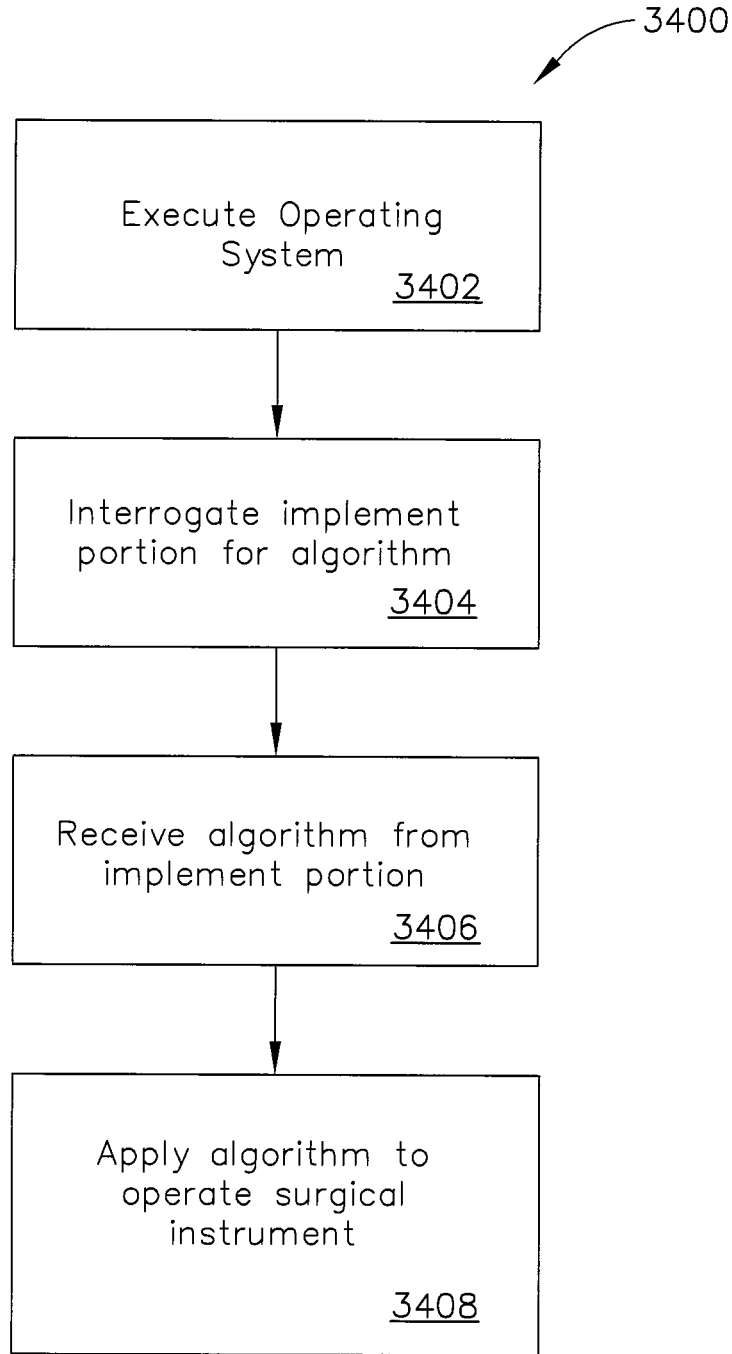 3400
Execute Operating
System
3402
Interrogate implement
portion for algorithm
3404
Receive algorithm from
implement portion
3406
Apply algorithm to
operate surgical
instrument
3408